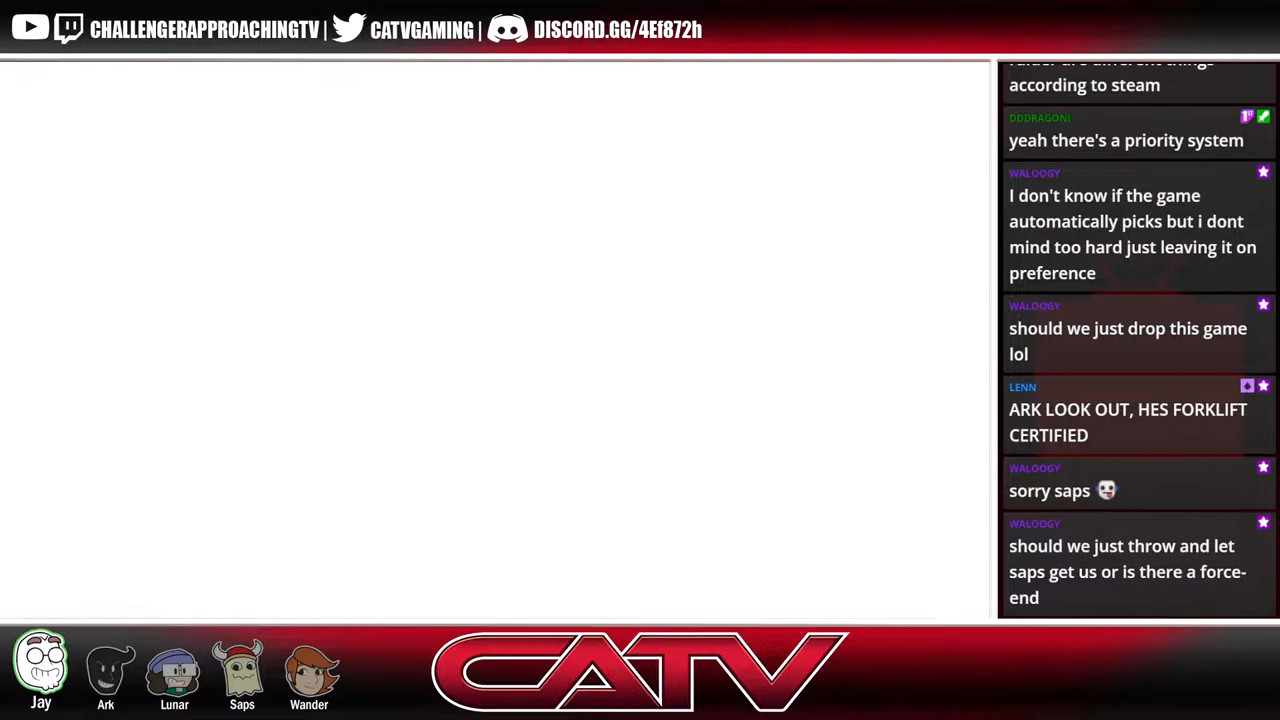 CHALLENGERAPPROACHINGTV | CATVGAMING | DISCORD.GG/4Ef872h
according to steam
DDDRAGONI
yeah there's a priority system
WALOOGY
I don't know if the game
automatically picks but i dont
mind too hard just leaving it on
preference
WALOOGY
should we just drop this game
lol
LENN
ARK LOOK OUT, HES FORKLIFT
CERTIFIED
WALOOGY
sorry saps
WALOOGY
should we just throw and let
saps get us or is there a force-
end
Jay
Ark
Lunar
Saps
Wander
CATV